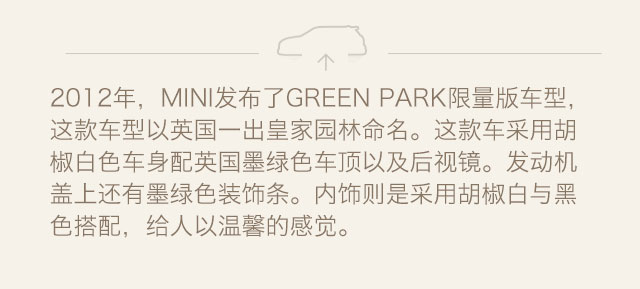 2012年，MINI发布了GREEN PARK限量版车型，
这款车型以英国一出皇家园林命名。这款车采用胡
椒白色车身配英国墨绿色车顶以及后视镜。发动机
盖上还有墨绿色装饰条。内饰则是采用胡椒白与黑
色搭配，给人以温馨的感觉。